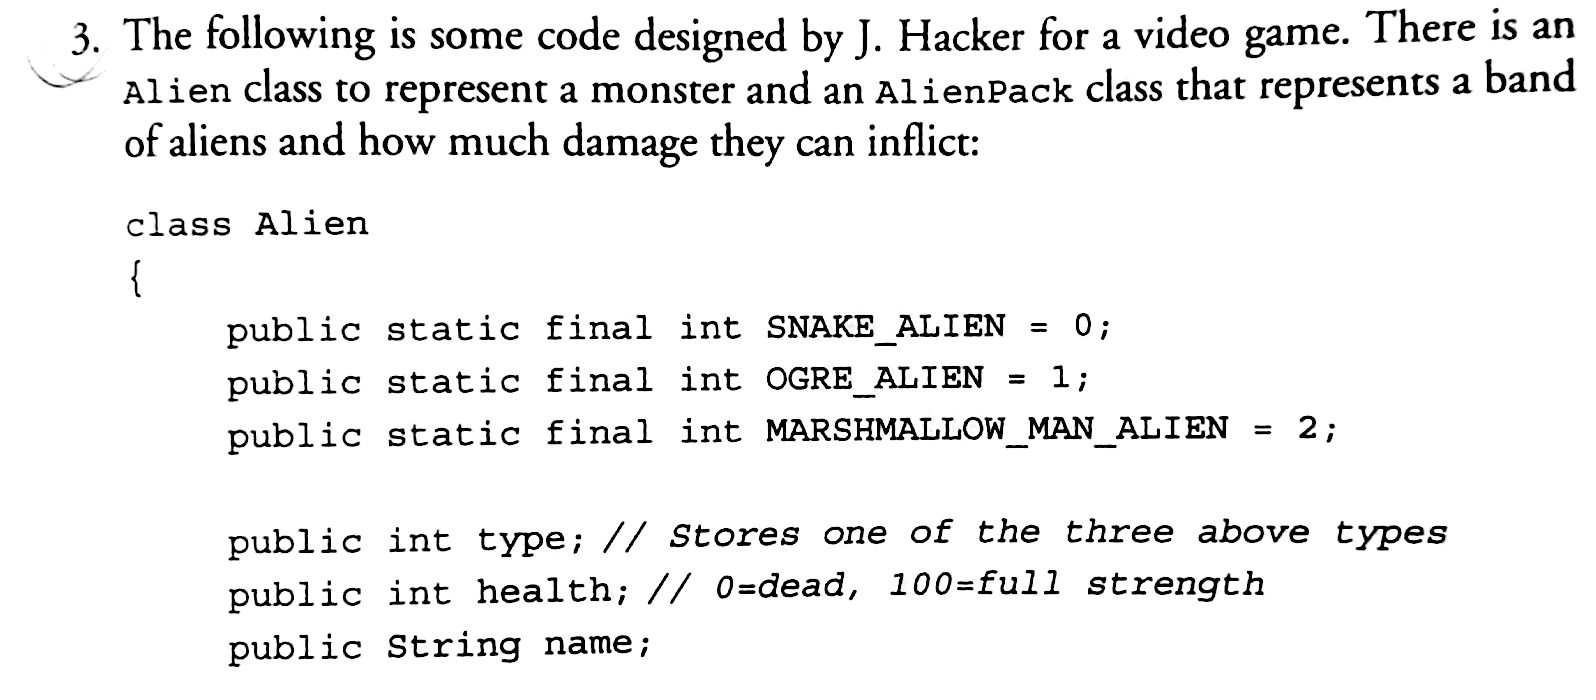 3. The following is some code designed by J. Hacker for a video game. There is an
Alien class to represent a monster and an AlienPack class that represents a band
of aliens and how much damage they can inflict:
class Alien
{
public static final int SNAKE_ALIEN = 0;
public static final int OGRE_ALIEN = 1;
public static final int MARSHMALLOW_MAN_ALIEN = 2;
public int type; // Stores one of the three above types
public int health; // 0=dead, 100=full strength
public String name;